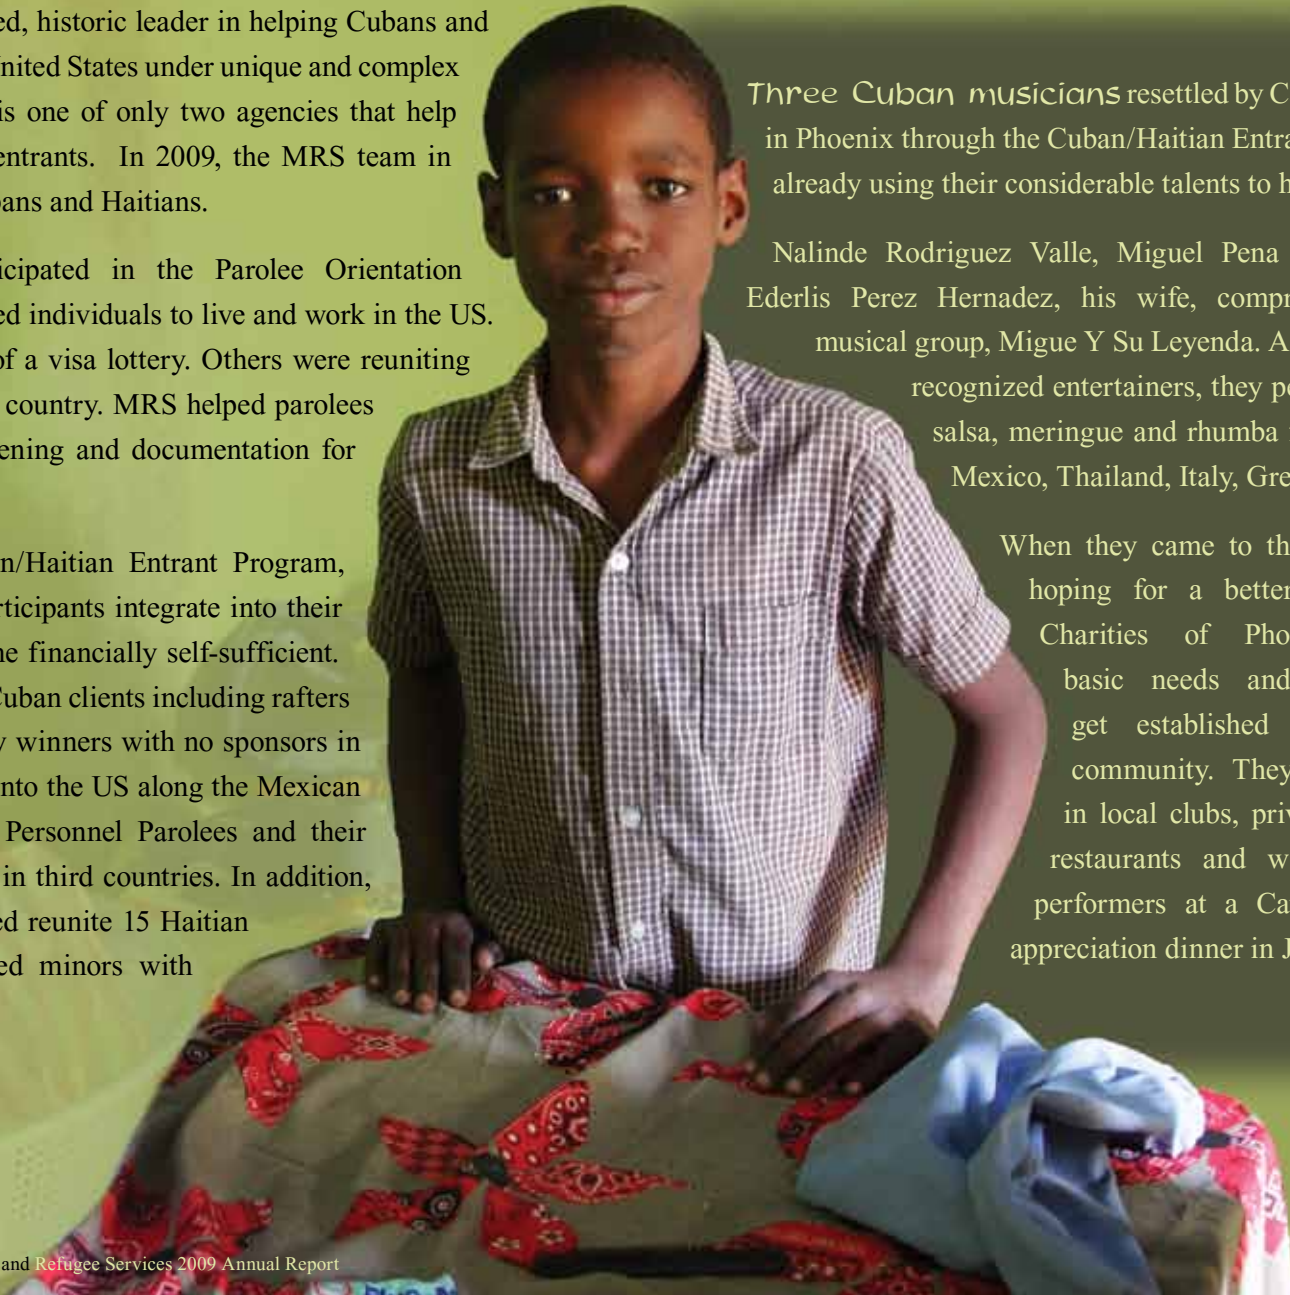 ed, historic leader in helping Cubans and
United States under unique and complex
is one of only two agencies that help
entrants. In 2009, the MRS team in
bans and Haitians.
icipated in the Parolee Orientation
ed individuals to live and work in the US.
of a visa lottery. Others were reuniting
country. MRS helped parolees
ening and documentation for
n/Haitian Entrant Program,
rticipants integrate into their
ne financially self-sufficient.
Cuban clients including rafters
y winners with no sponsors in
nto the US along the Mexican
Personnel Parolees and their
in third countries. In addition,
ed reunite 15 Haitian
ed minors with
Three Cuban musicians resettled by C
in Phoenix through the Cuban/Haitian Entra
already using their considerable talents to h
Nalinde Rodriguez Valle, Miguel Pena
Ederlis Perez Hernadez, his wife, compr
musical group, Migue Y Su Leyenda. A
recognized entertainers, they pe
salsa, meringue and rhumba
Mexico, Thailand, Italy, Gre
When they came to th
hoping for a better
Charities of Pho
basic needs and
get established
community. They
in local clubs, priv
restaurants and w
performers at a Ca
appreciation dinner in J
and Refugee Services 2009 Annual Report